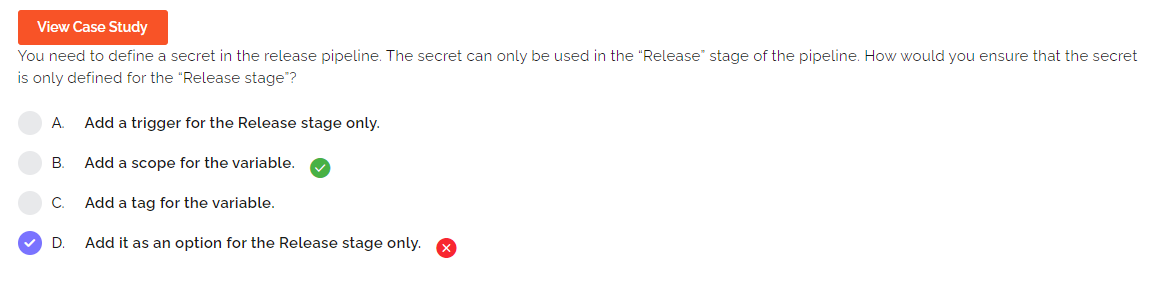 View Case Study
You need to define a secret in the release pipeline. The secret can only be used in the “Release” stage of the pipeline. How would you ensure that the secret
is only defined for the “Release stage”?
A. Add a trigger for the Release stage only.
B. Add a scope for the variable.
C. Add a tag for the variable.
D. Add it as an option for the Release stage only.